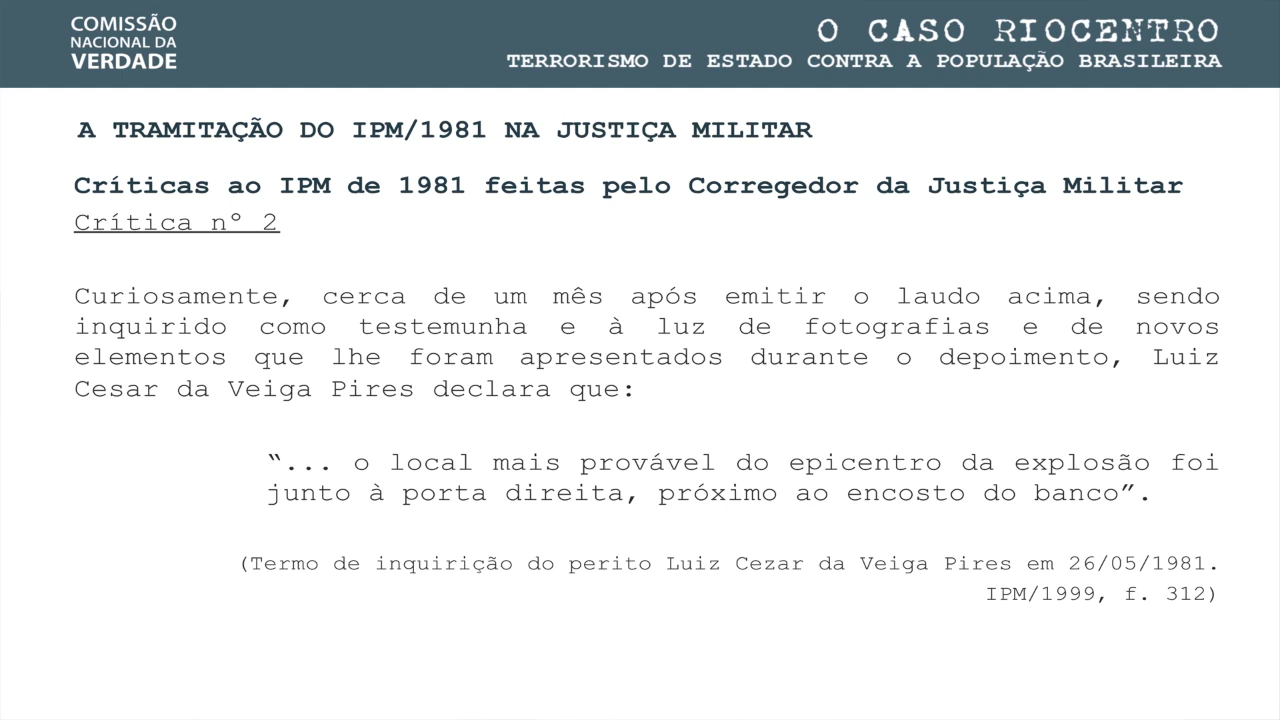 COMISSÃO
NACIONAL DA
VERDADE
O CASO RIOCENTRO
TERRORISMO DE ESTADO CONTRA A POPULAÇÃO BRASILEIRA
A TRAMITAÇÃO DO IPM/1981 NA JUSTIÇA MILITAR
Críticas ao IPM de 1981 feitas pelo Corregedor da Justiça Militar
Crítica nº 2
Curiosamente, cerca de um mês após emitir o laudo acima, sendo
inquirido como testemunha e à luz de fotografias e de novos
elementos que lhe foram apresentados durante o depoimento, Luiz
Cesar da Veiga Pires declara que:
“... o local mais provável do epicentro da explosão foi
junto à porta direita, próximo ao encosto do banco”.
(Termo de inquirição do perito Luiz Cezar da Veiga Pires em 26/05/1981.
IPM/1999, f. 312)